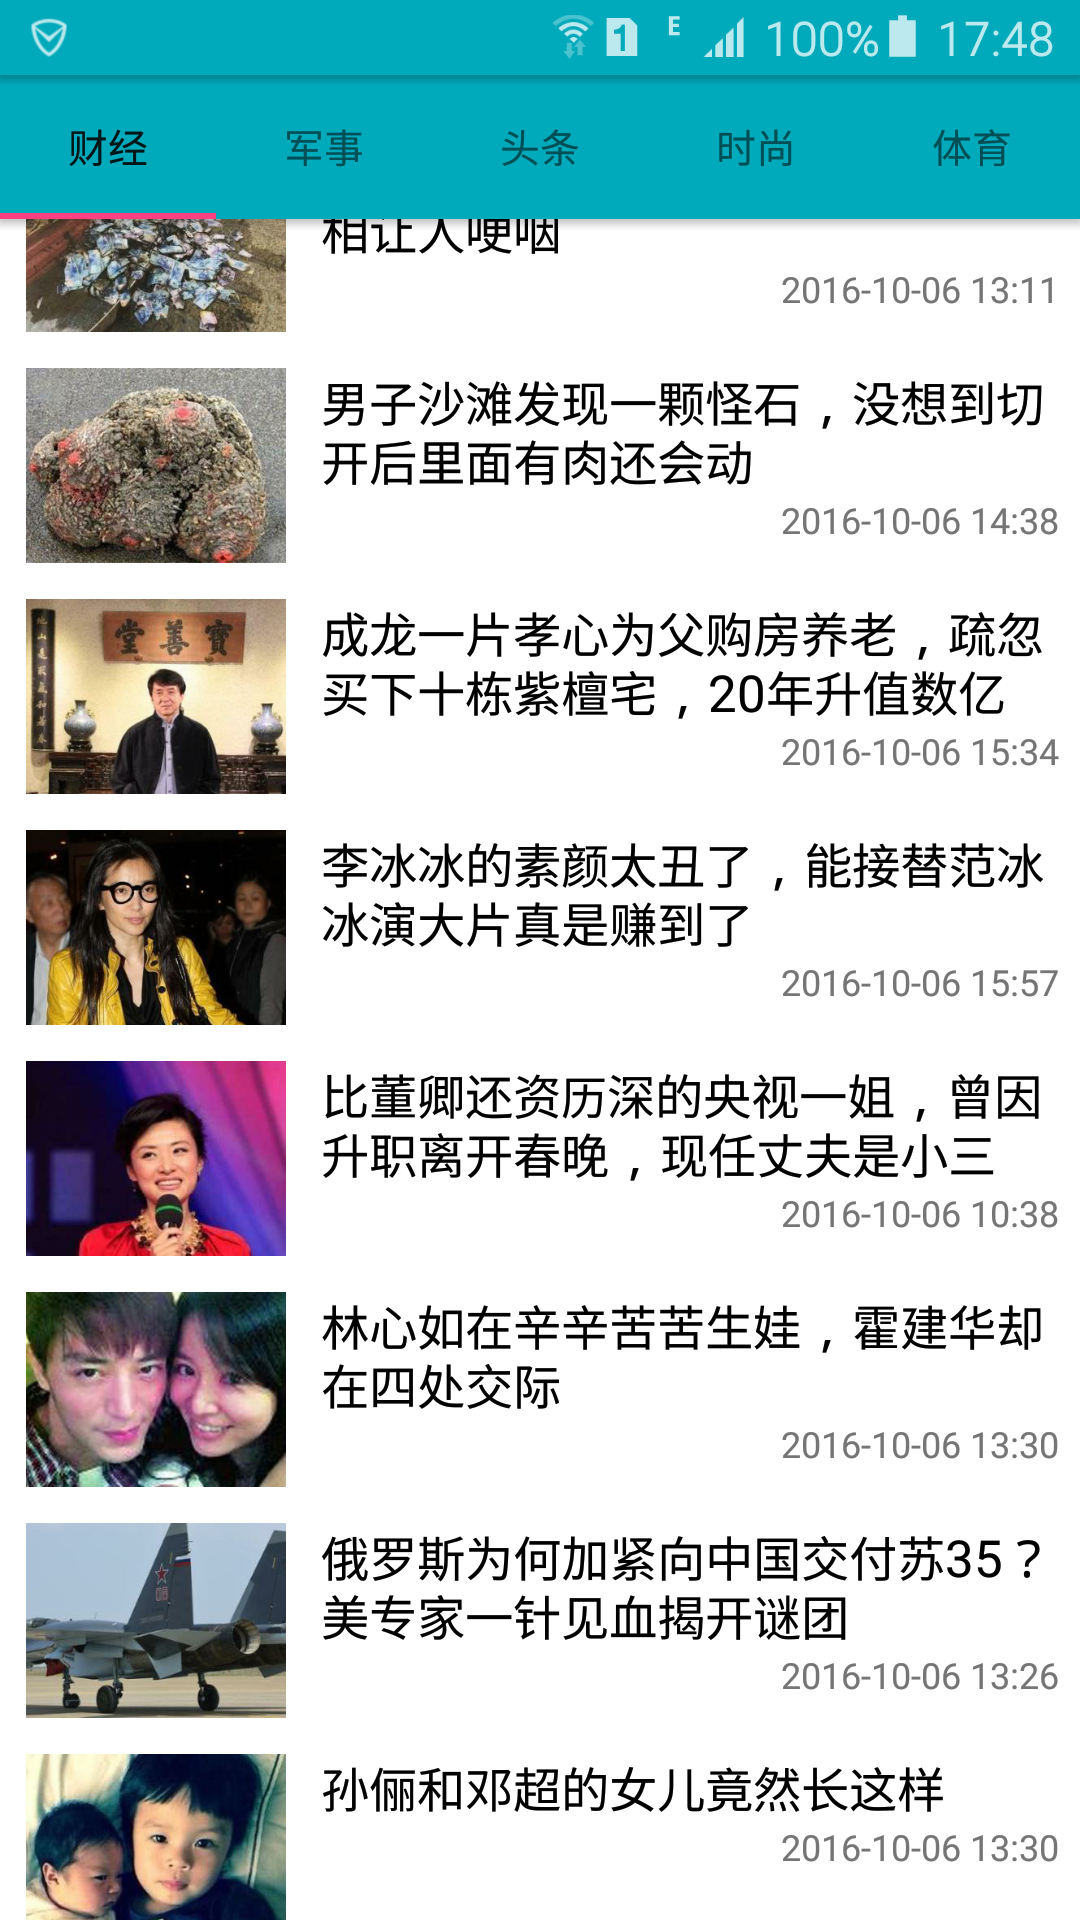 1 E 100% 17:48
财经 军事 头条 时尚 体育
相让人哽咽
2016-10-06 13:11
男子沙滩发现一颗怪石，没想到切
开后里面有肉还会动
2016-10-06 14:38
堂善寶
成龙一片孝心为父购房养老，疏忽
买下十栋紫檀宅，20年升值数亿
2016-10-06 15:34
李冰冰的素颜太丑了，能接替范冰
冰演大片真是赚到了
2016-10-06 15:57
比董卿还资历深的央视一姐，曾因
升职离开春晚，现任丈夫是小三
2016-10-06 10:38
林心如在辛辛苦苦生娃，霍建华却
在四处交际
2016-10-06 13:30
俄罗斯为何加紧向中国交付苏35？
美专家一针见血揭开谜团
2016-10-06 13:26
孙俪和邓超的女儿竟然长这样
2016-10-06 13:30